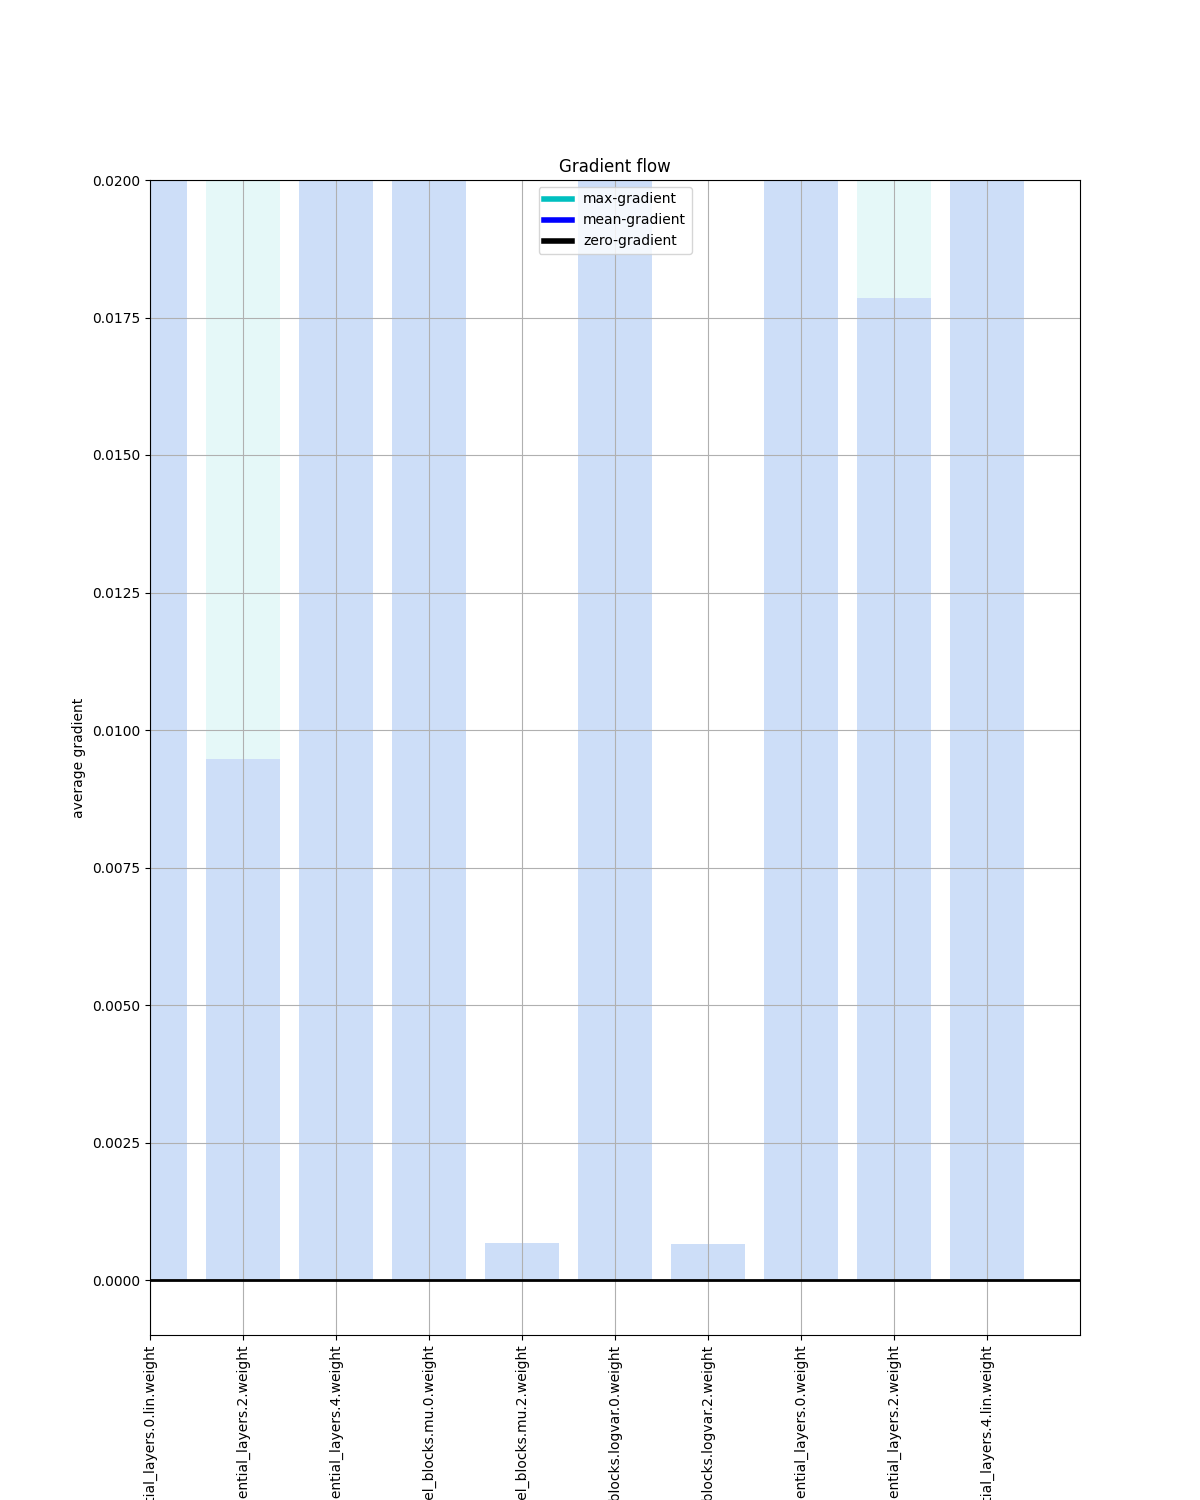 Gradient flow
max-gradient
mean-gradient
zero-gradient
0.0200
0.0175
0.0150
0.0125
0.0100
0.0075
0.0050
0.0025
0.0000
average gradient
tial_layers.0.lin.weight
ential_layers.2.weight
ential_layers.4.weight
el_blocks.mu.0.weight
el_blocks.mu.2.weight
blocks.logvar.0.weight
blocks.logvar.2.weight
ential_layers.0.weight
ential_layers.2.weight
tial_layers.4.lin.weight